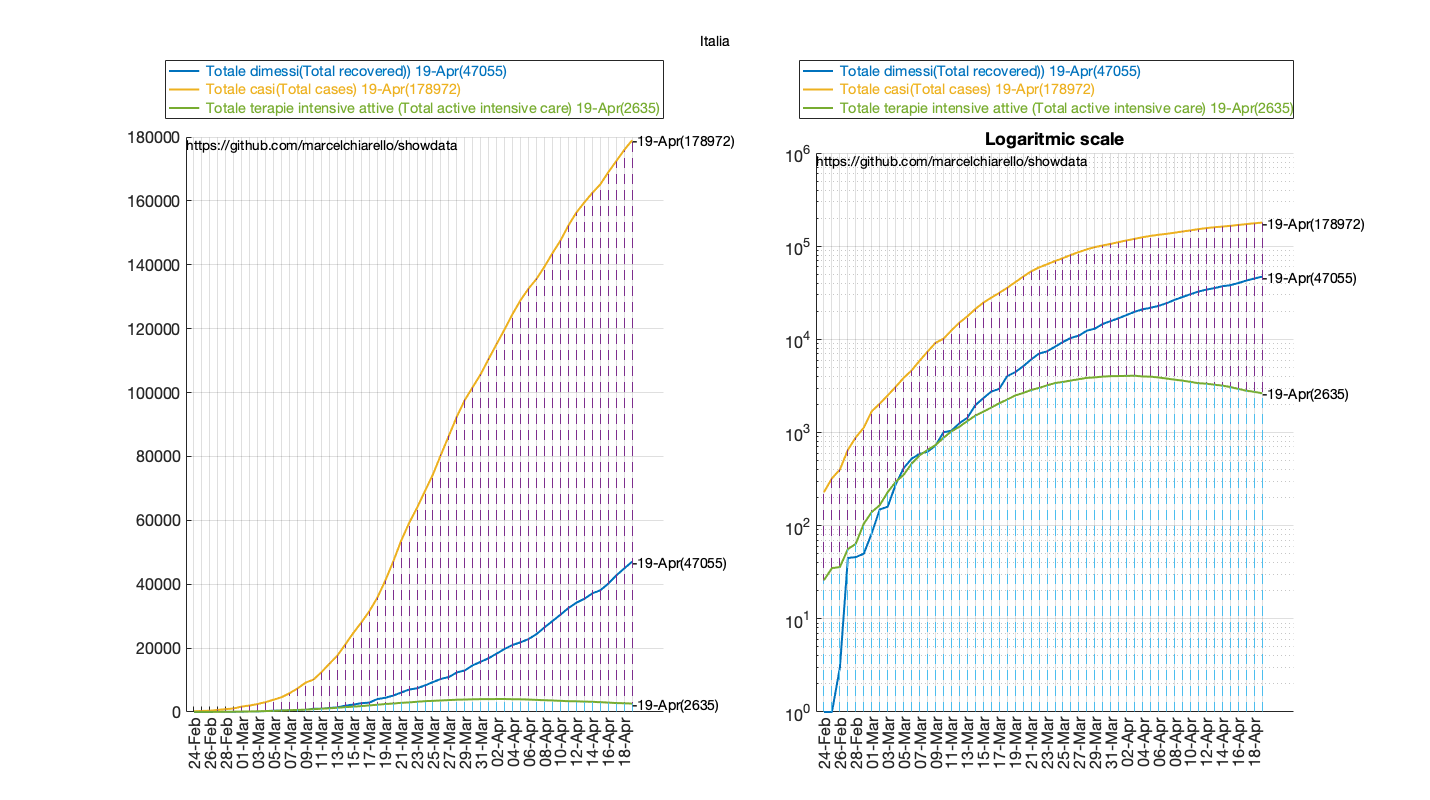 Italia
Totale dimessi(Total recovered)) 19-Apr(47055)
Totale casi(Total cases) 19-Apr(178972)
Totale terapie intensive attive (Total active intensive care) 19-Apr(2635)
https://github.com/marcelchiarello/showdata
180000
160000
140000
120000
100000
80000
60000
40000
20000
0
19-Apr(178972)
19-Apr(47055)
19-Apr(2635)
24-Feb
26-Feb
28-Feb
01-Mar
03-Mar
05-Mar
07-Mar
09-Mar
11-Mar
13-Mar
15-Mar
17-Mar
19-Mar
21-Mar
23-Mar
25-Mar
27-Mar
29-Mar
31-Mar
02-Apr
04-Apr
06-Apr
08-Apr
10-Apr
12-Apr
14-Apr
16-Apr
18-Apr
Totale dimessi(Total recovered)) 19-Apr(47055)
Totale casi(Total cases) 19-Apr(178972)
Totale terapie intensive attive (Total active intensive care) 19-Apr(2635)
Logaritmic scale
https://github.com/marcelchiarello/showdata
10^6
10^5
10^4
10^3
10^2
10^1
10^0
19-Apr(178972)
19-Apr(47055)
19-Apr(2635)
24-Feb
26-Feb
28-Feb
01-Mar
03-Mar
05-Mar
07-Mar
09-Mar
11-Mar
13-Mar
15-Mar
17-Mar
19-Mar
21-Mar
23-Mar
25-Mar
27-Mar
29-Mar
31-Mar
02-Apr
04-Apr
06-Apr
08-Apr
10-Apr
12-Apr
14-Apr
16-Apr
18-Apr